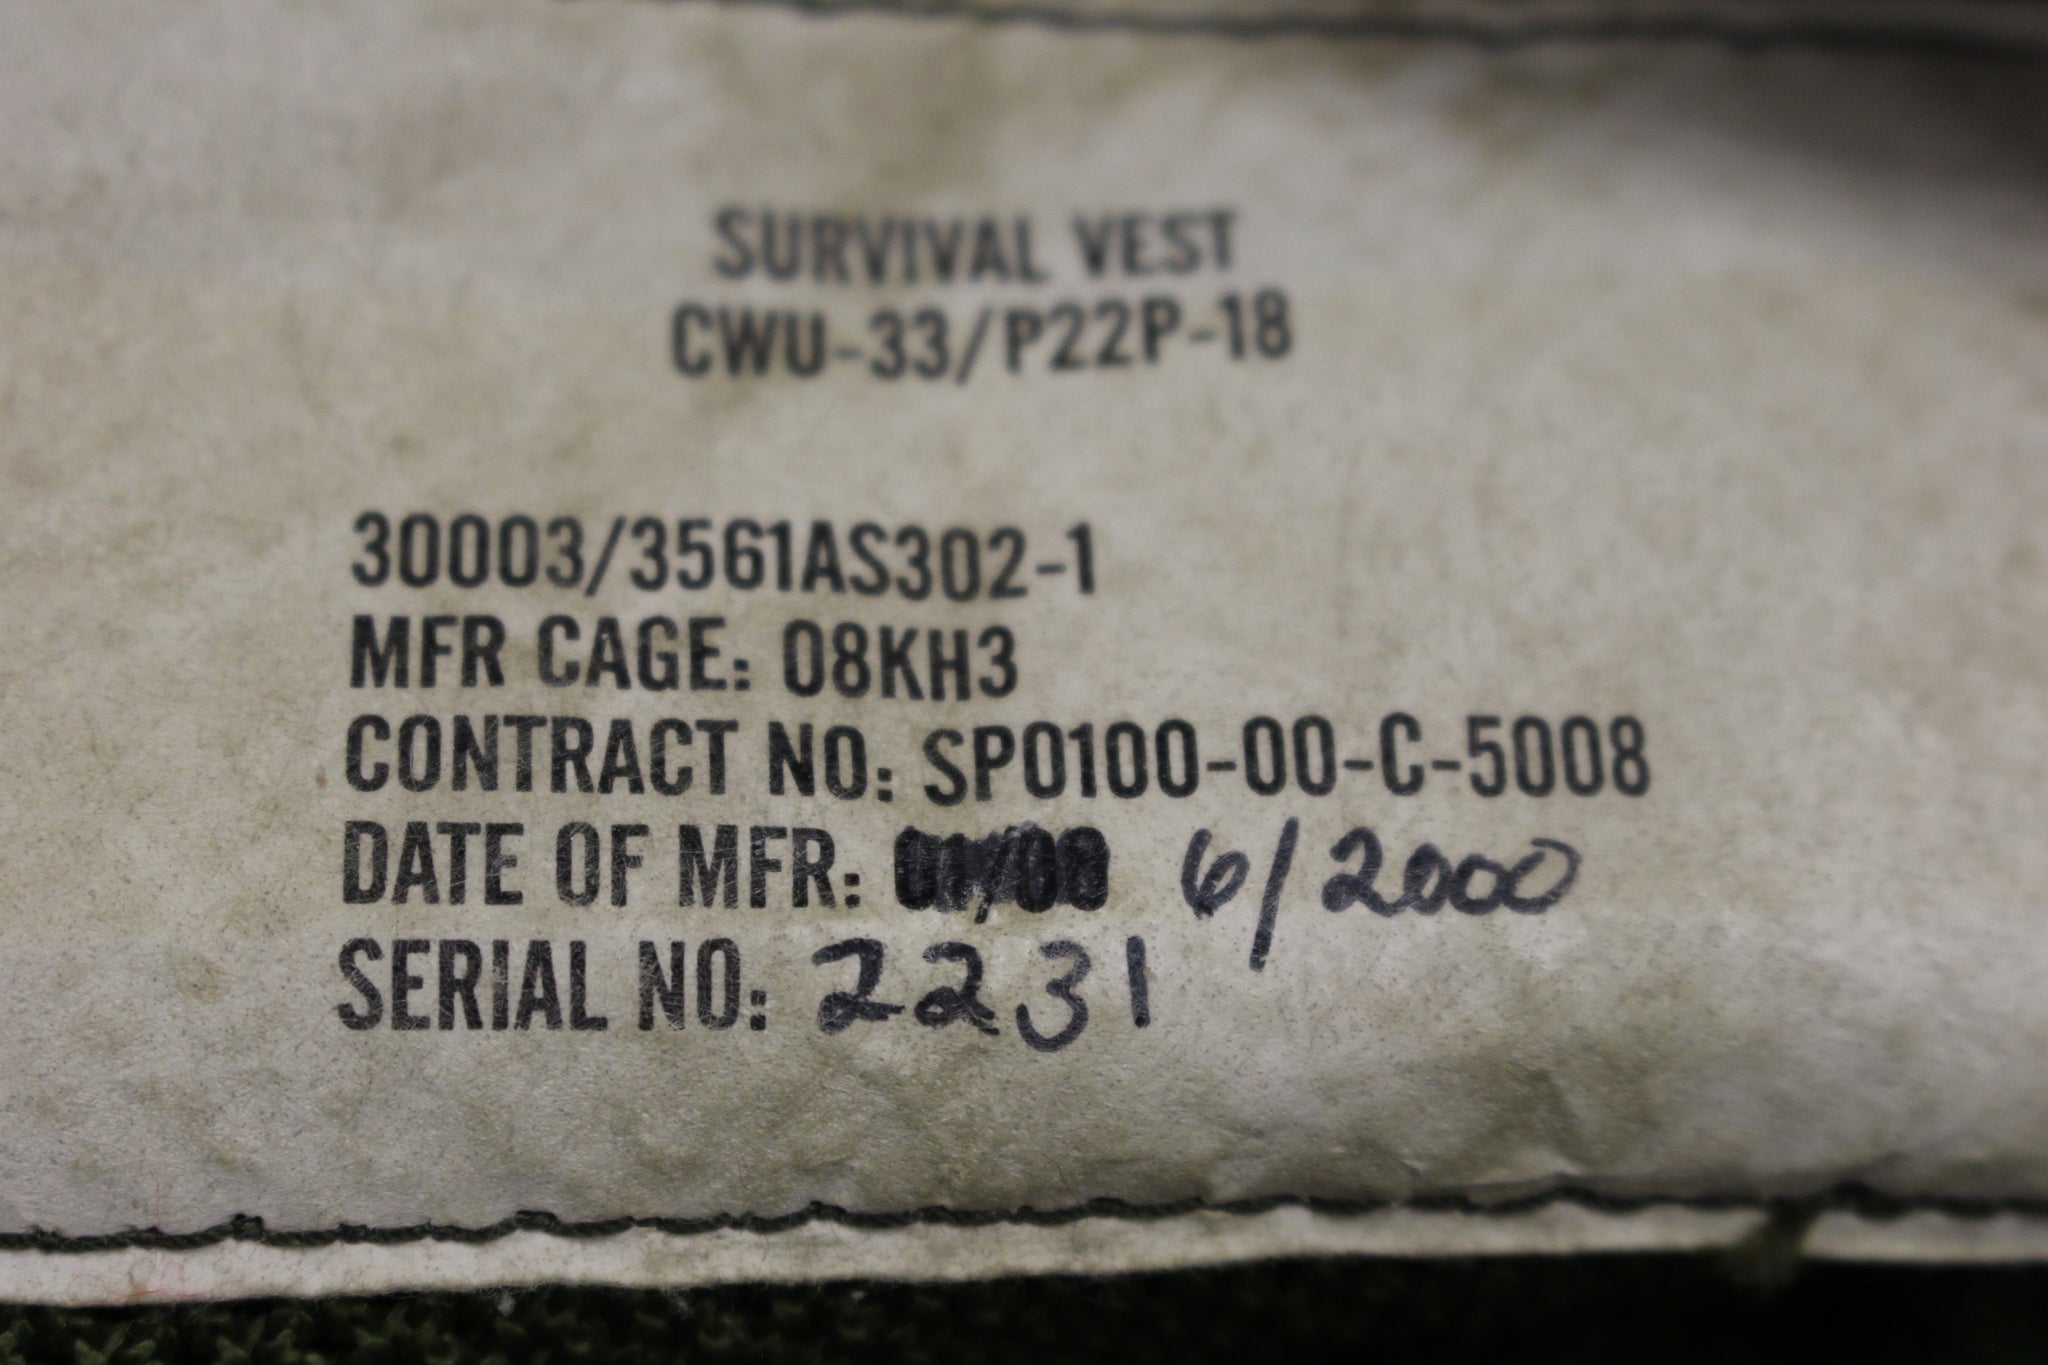 SURVIVAL VEST
CWU-33/P22P-18
30003/3561AS302-1
MFR CAGE: 08KH3
CONTRACT NO: SP0100-00-C-5008
DATE OF MFR: 6/2000
SERIAL NO: 2231